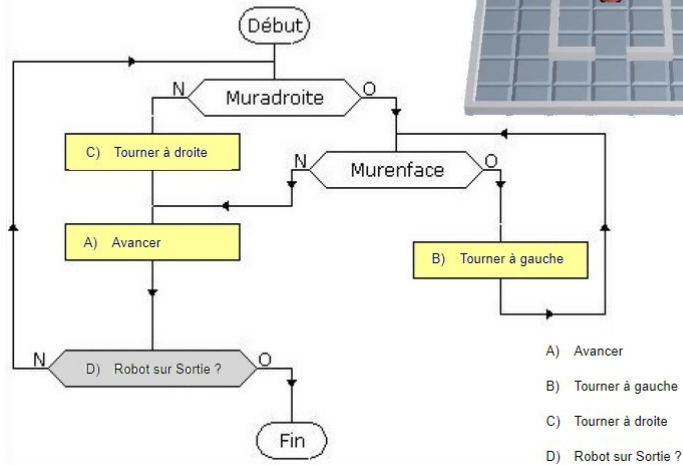 Début
N
Muradroite
O
C) Tourner à droite
N
Murenface
O
A) Avancer
B) Tourner à gauche
N
D) Robot sur Sortie ?
O
Fin
A) Avancer
B) Tourner à gauche
C) Tourner à droite
D) Robot sur Sortie ?